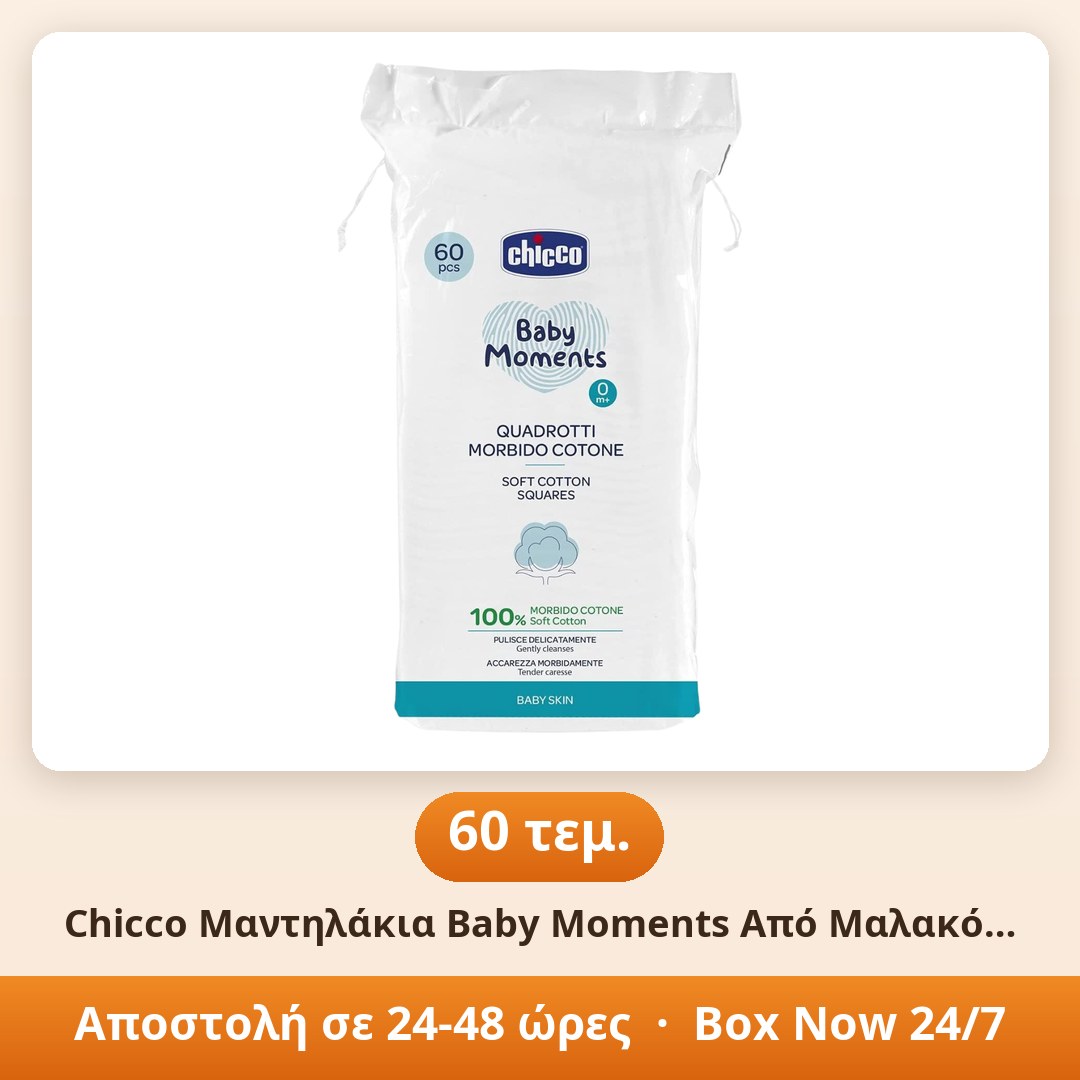 60
pcs
chicco
Baby
Moments
0
m+
QUADROTTI
MORBIDO COTONE
SOFT COTTON
SQUARES
100% MORBIDO COTONE
Soft Cotton
PULISCE DELICATAMENTE
Gently cleanses
ACCAREZZA MORBIDAMENTE
Tender caresse
BABY SKIN
60 τεμ.
Chicco Μαντηλάκια Baby Moments Από Μαλακό...
Αποστολή σε 24-48 ώρες · Box Now 24/7